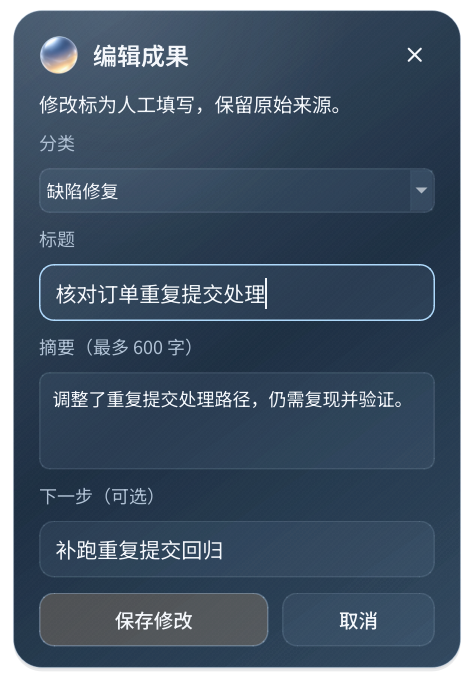 编辑成果
修改标为人工填写，保留原始来源。
分类
缺陷修复
标题
核对订单重复提交处理
摘要（最多 600 字）
调整了重复提交处理路径，仍需复现并验证。
下一步（可选）
补跑重复提交回归
保存修改
取消